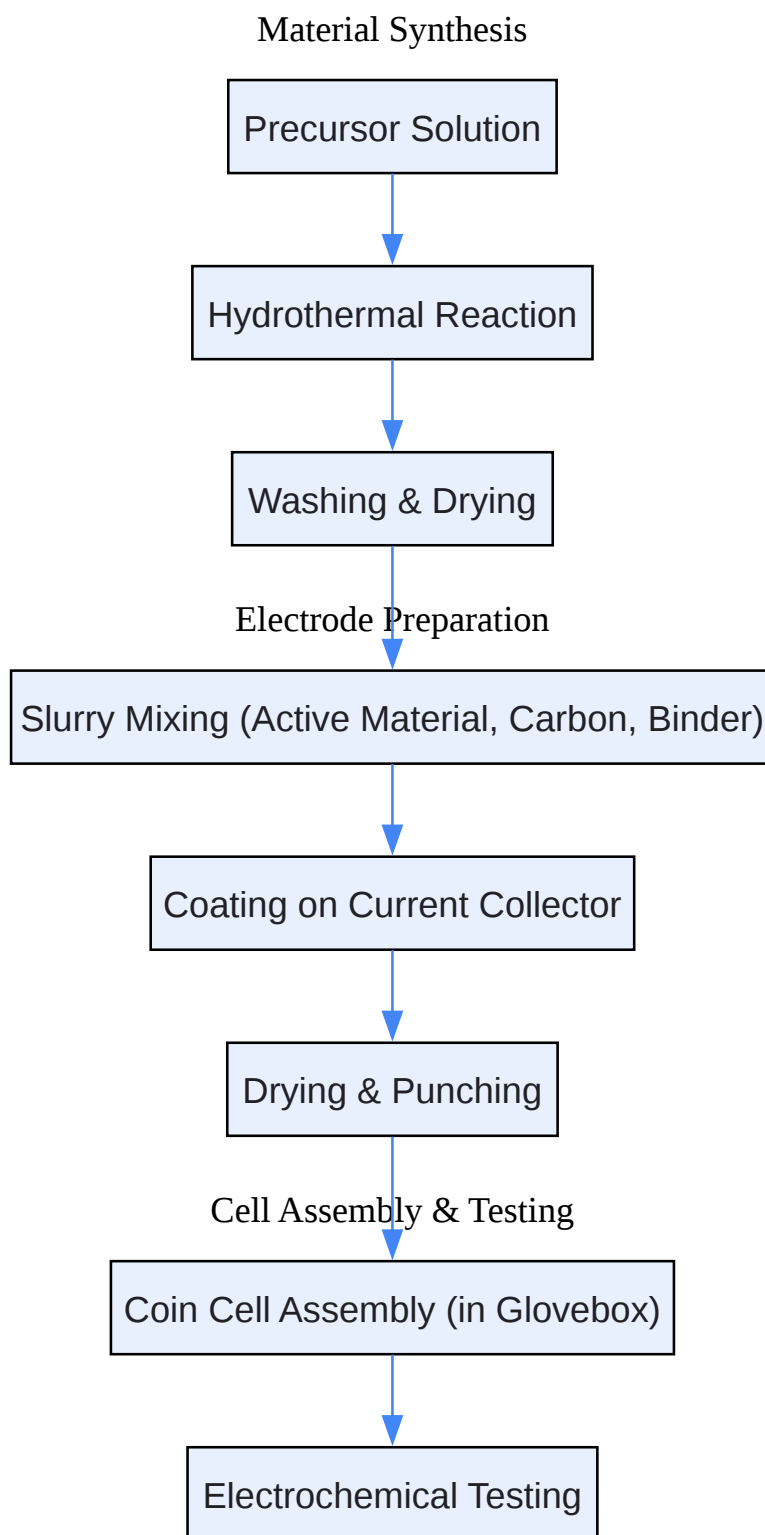 Material Synthesis
Precursor Solution
Hydrothermal Reaction
Washing & Drying
Electrode Preparation
Slurry Mixing (Active Material, Carbon, Binder)
Coating on Current Collector
Drying & Punching
Cell Assembly & Testing
Coin Cell Assembly (in Glovebox)
Electrochemical Testing